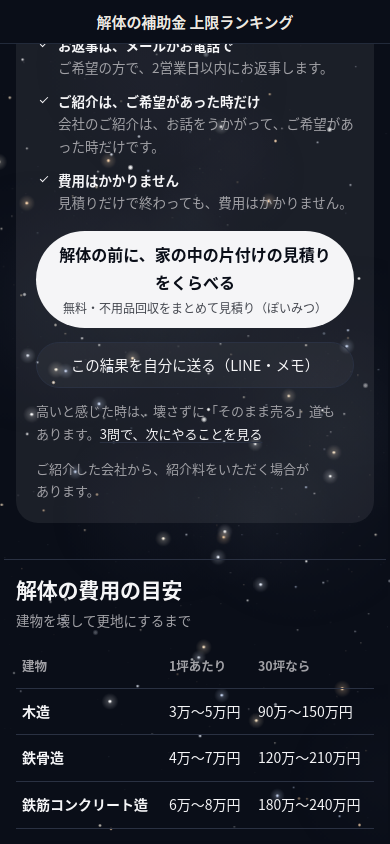 解体の補助金 上限ランキング
お返事は、メールかお電話で
ご希望の方で、2営業日以内にお返事します。
ご紹介は、ご希望があった時だけ
会社のご紹介は、お話をうかがって、ご希望があ
った時だけです。
費用はかかりません
見積りだけで終わっても、費用はかかりません。
解体の前に、家の中の片付けの見積り
をくらべる
無料・不用品回収をまとめて見積り（ぽいみつ）
この結果を自分に送る（LINE・メモ）
高いと感じた時は、壊さずに「そのまま売る」道も
あります。3問で、次にやることを見る
ご紹介した会社から、紹介料をいただく場合が
あります。
解体の費用の目安
建物を壊して更地にするまで
建物 1坪あたり 30坪なら
木造 3万〜5万円 90万〜150万円
鉄骨造 4万〜7万円 120万〜210万円
鉄筋コンクリート造 6万〜8万円 180万〜240万円